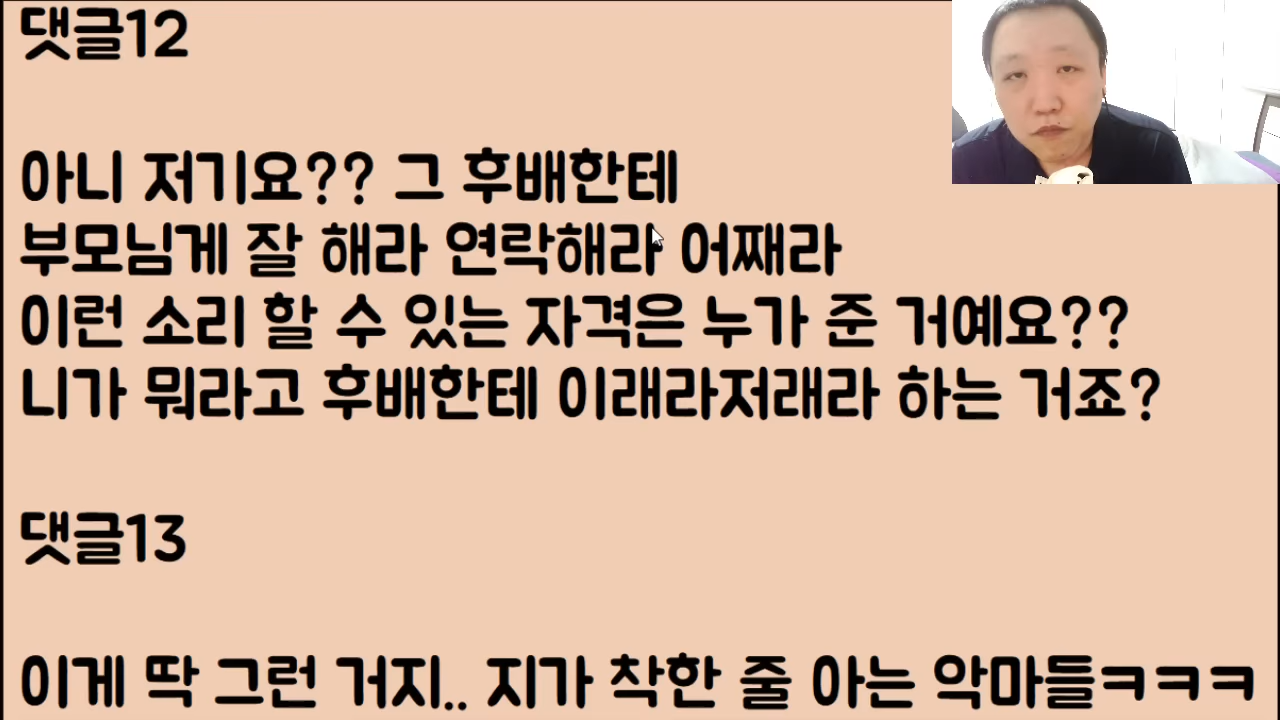 댓글12
아니 저기요?? 그 후배한테
부모님게 잘 해라 연락해라 어째라
이런 소리 할 수 있는 자격은 누가 준 거예요??
니가 뭐라고 후배한테 이래라저래라 하는 거죠?
댓글13
이게 딱 그런 거지.. 지가 착한 줄 아는 악마들ㅋㅋㅋ